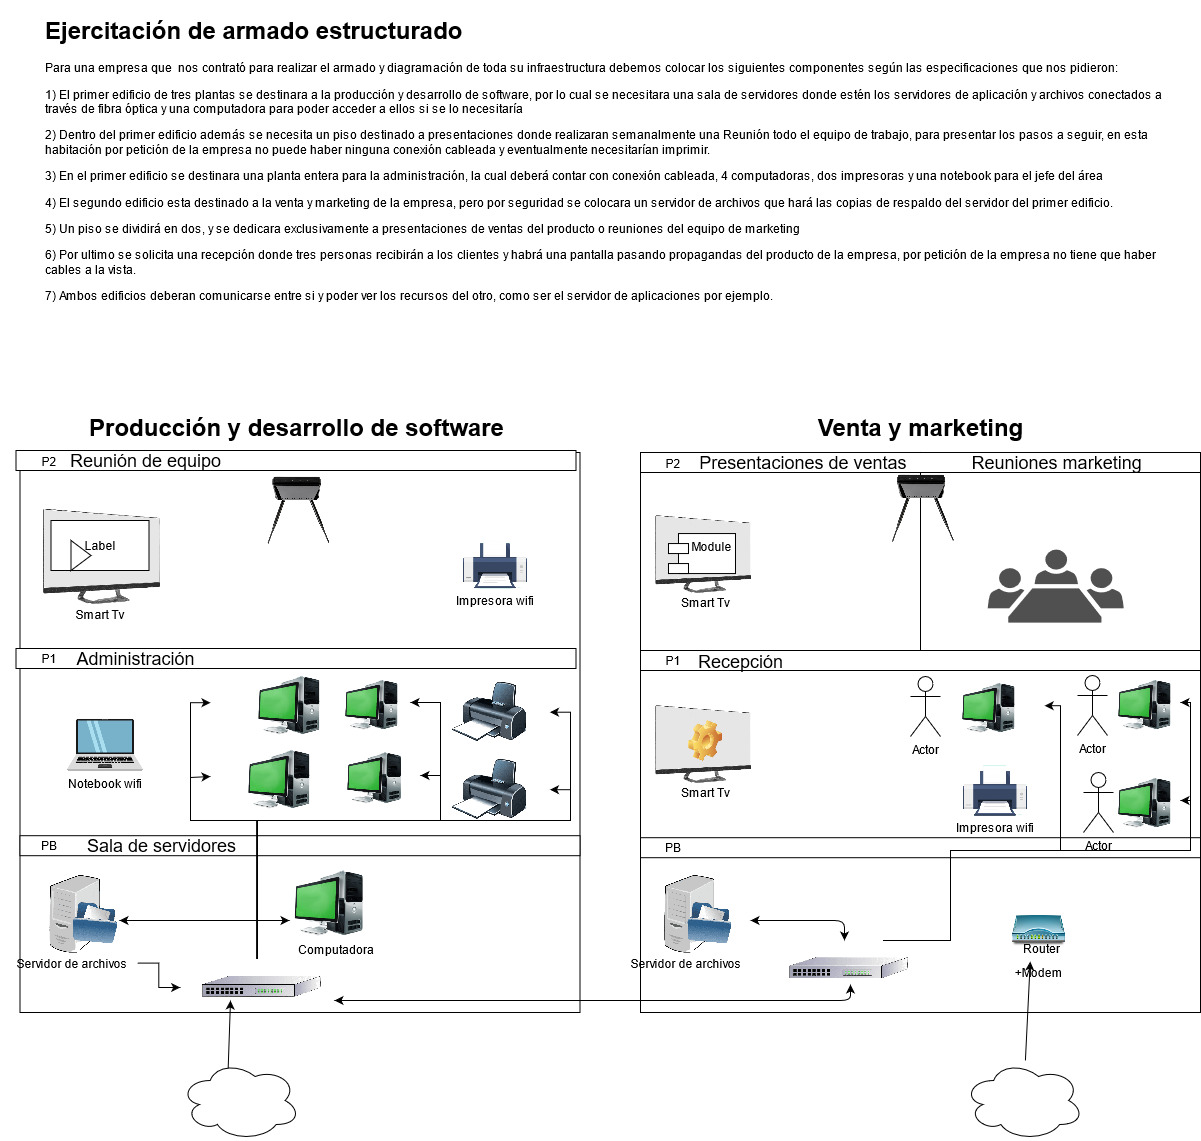 Ejercitación de armado estructurado
Para una empresa que nos contrató para realizar el armado y diagramación de toda su infraestructura debemos colocar los siguientes componentes según las especificaciones que nos pidieron:
1) El primer edificio de tres plantas se destinara a la producción y desarrollo de software, por lo cual se necesitara una sala de servidores donde estén los servidores de aplicación y archivos conectados a
través de fibra óptica y una computadora para poder acceder a ellos si se lo necesitaría
2) Dentro del primer edificio además se necesita un piso destinado a presentaciones donde realizaran semanalmente una Reunión todo el equipo de trabajo, para presentar los pasos a seguir, en esta
habitación por petición de la empresa no puede haber ninguna conexión cableada y eventualmente necesitarían imprimir.
3) En el primer edificio se destinara una planta entera para la administración, la cual deberá contar con conexión cableada, 4 computadoras, dos impresoras y una notebook para el jefe del área
4) El segundo edificio esta destinado a la venta y marketing de la empresa, pero por seguridad se colocara un servidor de archivos que hará las copias de respaldo del servidor del primer edificio.
5) Un piso se dividirá en dos, y se dedicara exclusivamente a presentaciones de ventas del producto o reuniones del equipo de marketing
6) Por ultimo se solicita una recepción donde tres personas recibirán a los clientes y habrá una pantalla pasando propagandas del producto de la empresa, por petición de la empresa no tiene que haber
cables a la vista.
7) Ambos edificios deberan comunicarse entre si y poder ver los recursos del otro, como ser el servidor de aplicaciones por ejemplo.
Producción y desarrollo de software
P2 Reunión de equipo
Label
Smart Tv
Impresora wifi
P1 Administración
Notebook wifi
PB Sala de servidores
Computadora
Servidor de archivos
Venta y marketing
P2 Presentaciones de ventas Reuniones marketing
Module
Smart Tv
P1 Recepción
Actor
Actor
Smart Tv
Impresora wifi
Actor
PB
Servidor de archivos
Router
+Modem